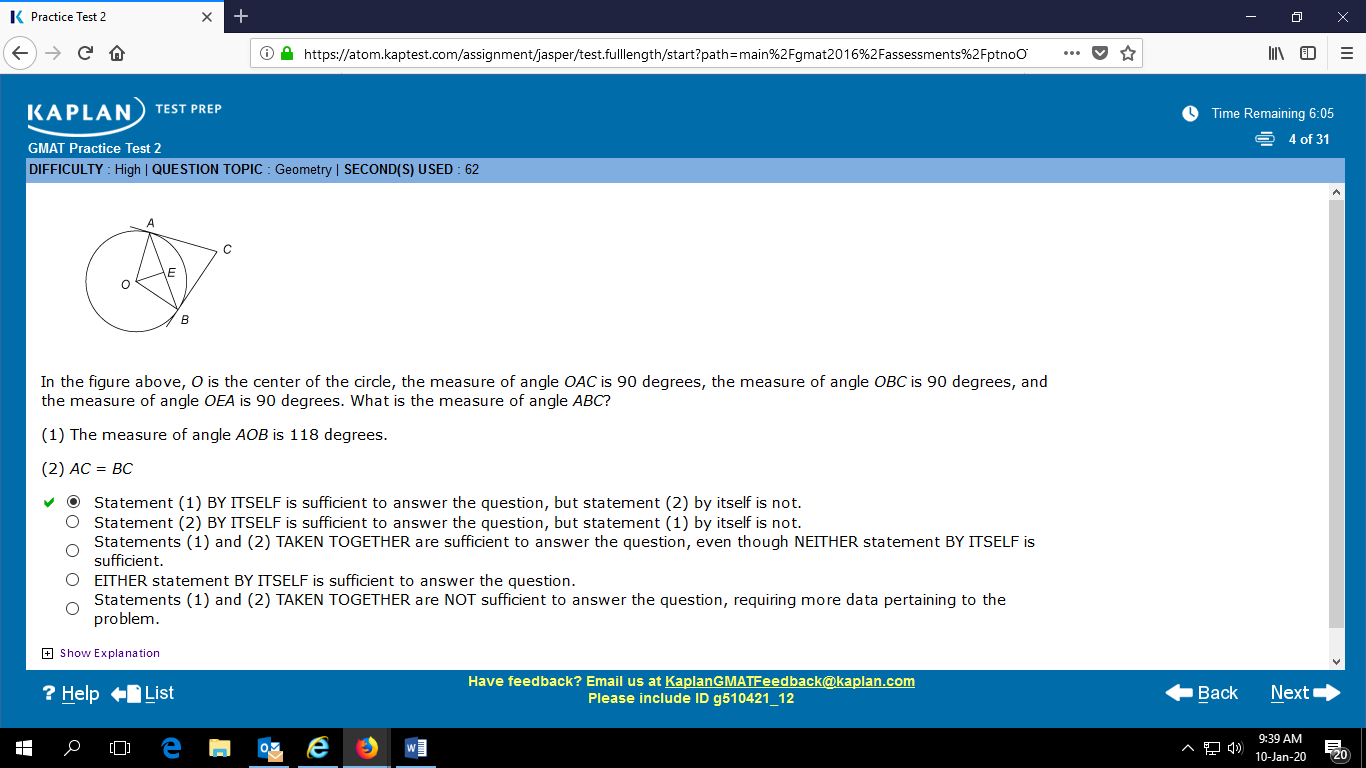 Practice Test 2
https://atom.kaptest.com/assignment/jasper/test.fulllength/start?path=main%2Fgmat2016%2Fassessments%2FptnoO
KAPLAN TEST PREP
Time Remaining 6:05
GMAT Practice Test 2
4 of 31
DIFFICULTY : High | QUESTION TOPIC : Geometry | SECOND(S) USED : 62
A
C
E
O
B
In the figure above, O is the center of the circle, the measure of angle OAC is 90 degrees, the measure of angle OBC is 90 degrees, and
the measure of angle OEA is 90 degrees. What is the measure of angle ABC?
(1) The measure of angle AOB is 118 degrees.
(2) AC = BC
Statement (1) BY ITSELF is sufficient to answer the question, but statement (2) by itself is not.
Statement (2) BY ITSELF is sufficient to answer the question, but statement (1) by itself is not.
Statements (1) and (2) TAKEN TOGETHER are sufficient to answer the question, even though NEITHER statement BY ITSELF is
sufficient.
EITHER statement BY ITSELF is sufficient to answer the question.
Statements (1) and (2) TAKEN TOGETHER are NOT sufficient to answer the question, requiring more data pertaining to the
problem.
Show Explanation
? Help List
Have feedback? Email us at KaplanGMATFeedback@kaplan.com
Please include ID g510421_12
Back Next
9:39 AM
10-Jan-20
20